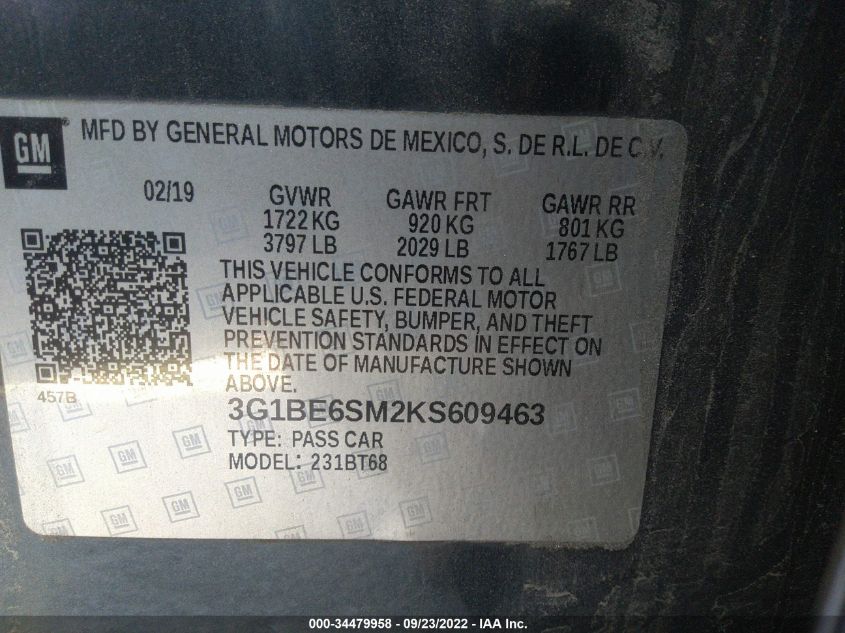 GM
MFD BY GENERAL MOTORS DE MEXICO, S. DE R.L. DE C.V.
02/19 GVWR GAWR FRT GAWR RR
1722 KG 920 KG 801 KG
3797 LB 2029 LB 1767 LB
THIS VEHICLE CONFORMS TO ALL
APPLICABLE U.S. FEDERAL MOTOR
VEHICLE SAFETY, BUMPER, AND THEFT
PREVENTION STANDARDS IN EFFECT ON
THE DATE OF MANUFACTURE SHOWN
ABOVE.
457B
3G1BE6SM2KS609463
TYPE: PASS CAR
MODEL: 231BT68
000-34479958 - 09/23/2022 - IAA Inc.